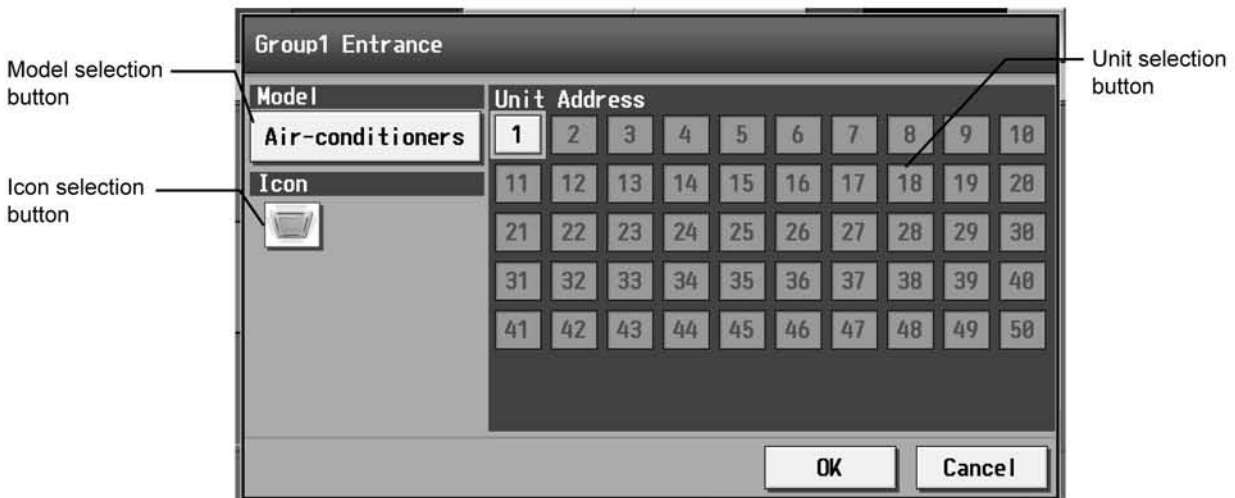 Group1 Entrance
Model selection
button
Unit selection
button
Model
Unit Address
Air-conditioners
1 2 3 4 5 6 7 8 9 10
Icon selection
button
Icon
11 12 13 14 15 16 17 18 19 20
21 22 23 24 25 26 27 28 29 30
31 32 33 34 35 36 37 38 39 40
41 42 43 44 45 46 47 48 49 50
OK
Cancel